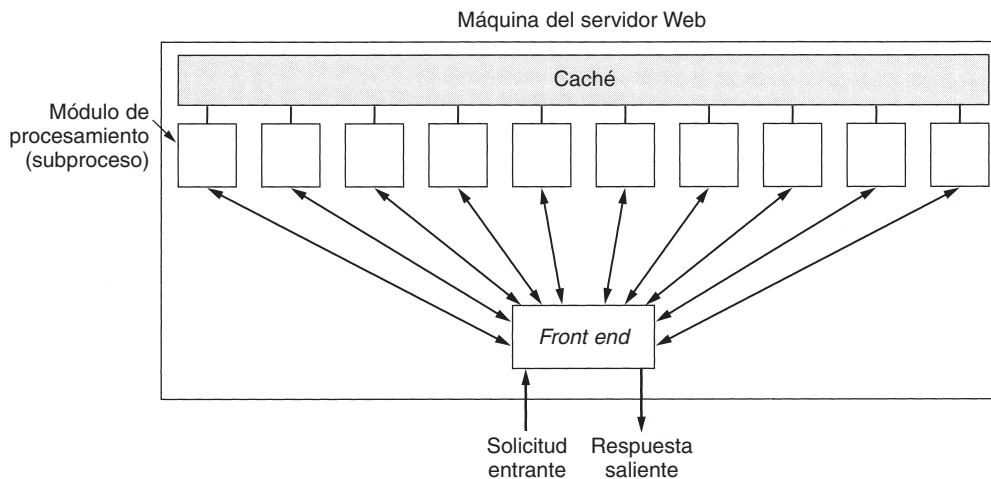 Máquina del servidor Web
Caché
Módulo de
procesamiento
(subproceso)
Front end
Solicitud
entrante
Respuesta
saliente